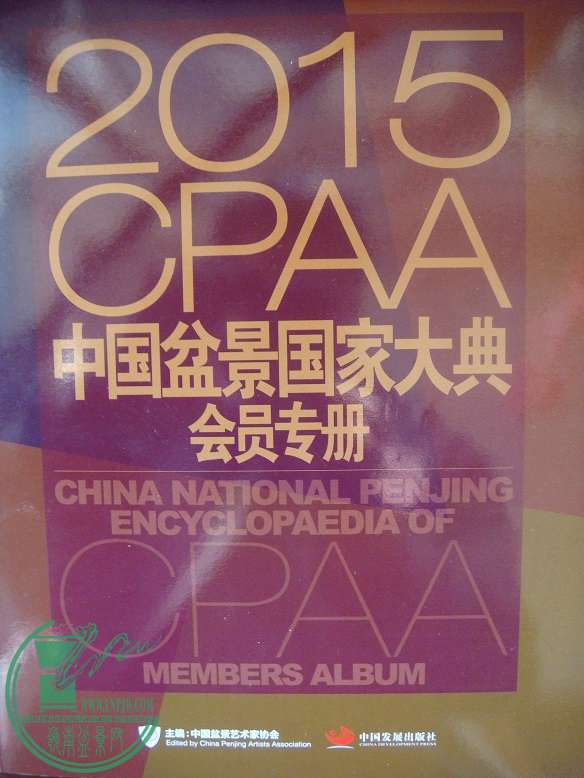 2015
CPAA
中国盆景国家大典
会员专册
CHINA NATIONAL PENJING
ENCYCLOPAEDIA OF
CPAA
MEMBERS ALBUM
主编:中国盆景艺术家协会
Edited by China Penjing Artists Association
中国发展出版社
CHINA DEVELOPMENT PRESS